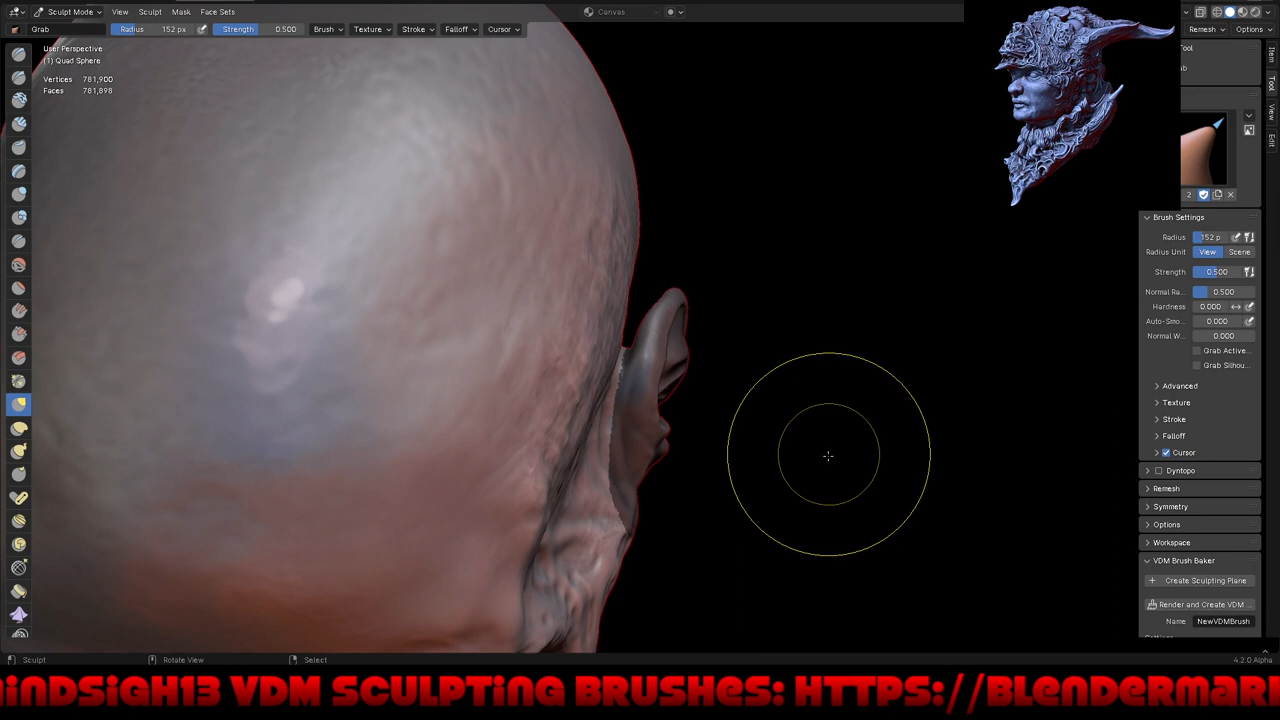 Sculpt Mode View Sculpt Mask Face Sets Canvas
Grab Radius 152 px Strength 0.500 Brush Texture Stroke Falloff Cursor Remesh Options
User Perspective
(1) Quad Sphere
Vertices 781,900
Faces 781,898
Item
Tool
View
Edit
2
Brush Settings
Radius 152 p
Radius Unit View Scene
Strength 0.500
Normal Ra... 0.500
Hardness 0.000
Auto-Smo... 0.000
Normal W... 0.000
Grab Active...
Grab Silhou...
Advanced
Texture
Stroke
Falloff
Cursor
Dyntopo
Remesh
Symmetry
Options
Workspace
VDM Brush Baker
Create Sculpting Plane
Render and Create VDM ...
Name NewVDMBrush
Sculpt Rotate View Select 4.2.0 Alpha
VDM SCULPTING BRUSHES: HTTPS://BLENDERMAR